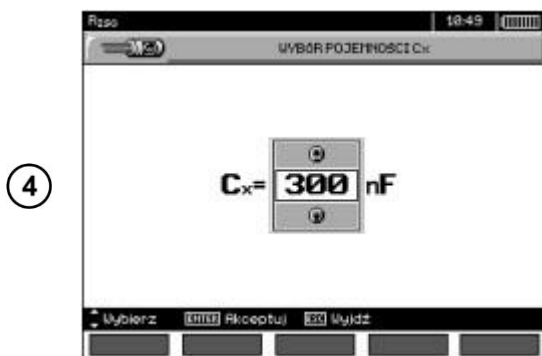 RISO 10:49
WYBÓR POJEMNOŚCI Cx
4
Cx= 300 nF
Wybierz ENTER Akceptuj ESC Wyjdź